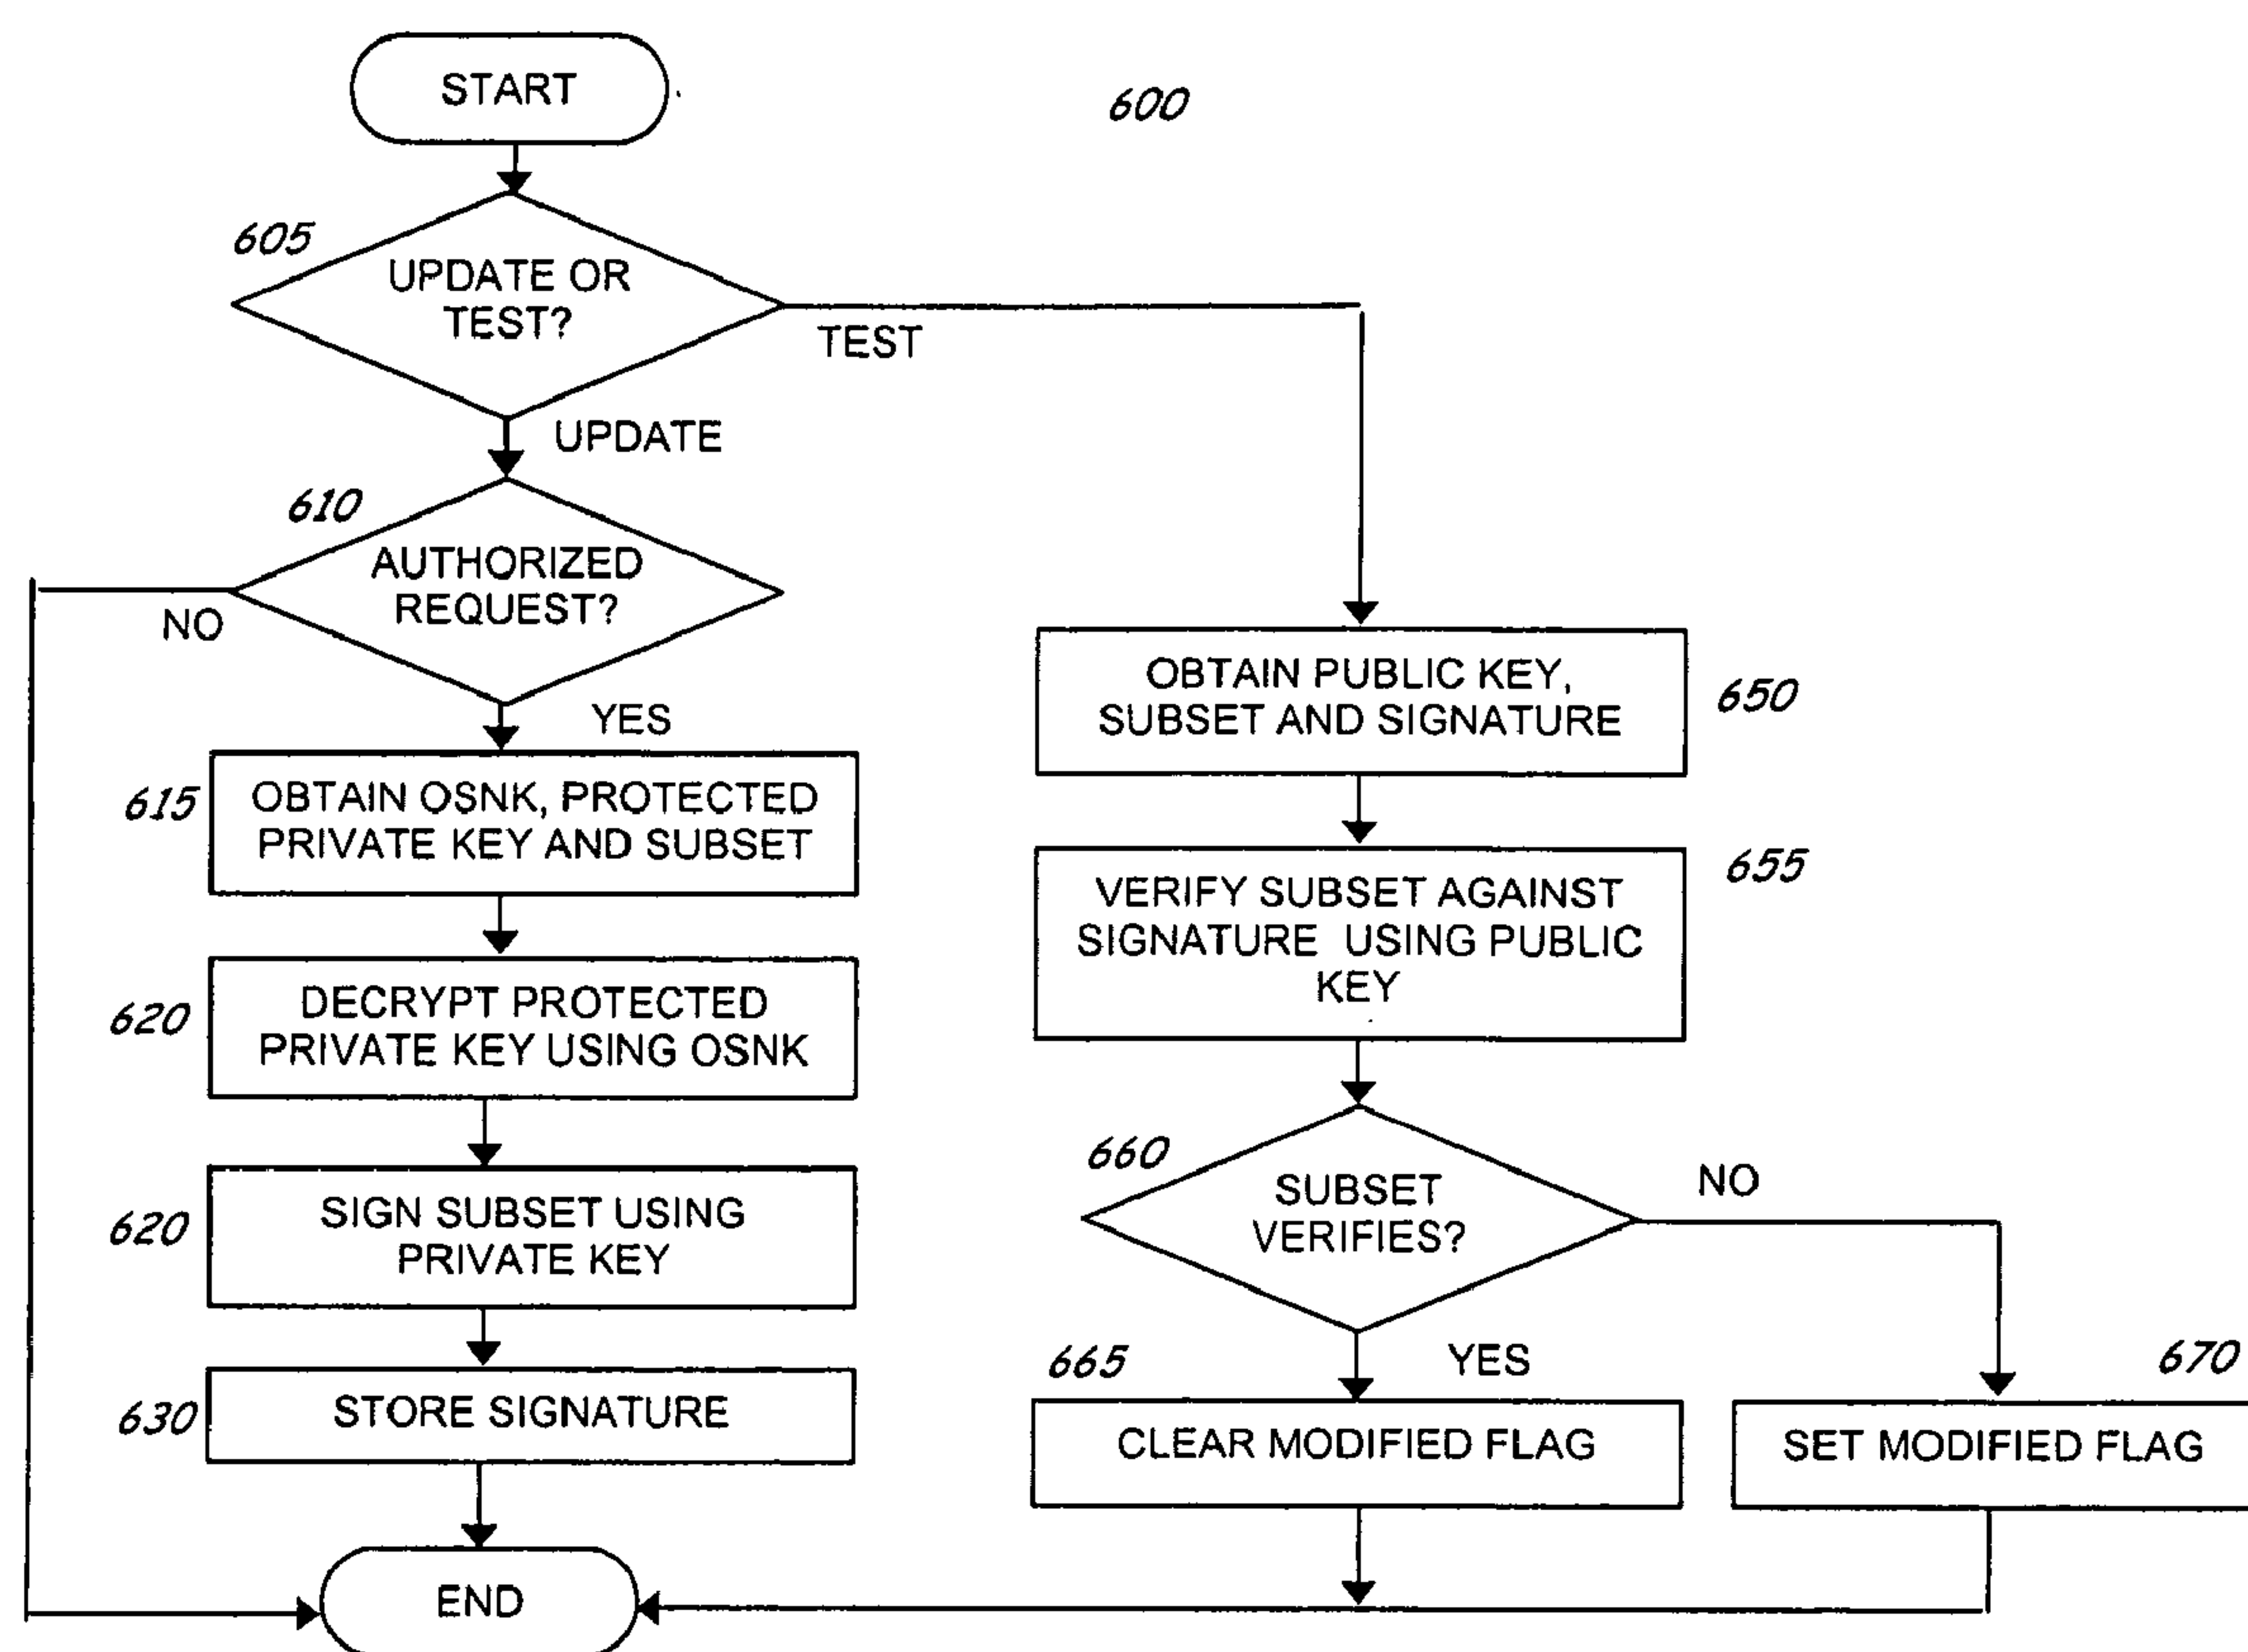 START
600
605
UPDATE OR
TEST?
TEST
UPDATE
610
AUTHORIZED
REQUEST?
NO
YES
615
OBTAIN OSNK, PROTECTED
PRIVATE KEY AND SUBSET
620
DECRYPT PROTECTED
PRIVATE KEY USING OSNK
620
SIGN SUBSET USING
PRIVATE KEY
630
STORE SIGNATURE
END
OBTAIN PUBLIC KEY,
SUBSET AND SIGNATURE
650
VERIFY SUBSET AGAINST
SIGNATURE USING PUBLIC
KEY
655
660
SUBSET
VERIFIES?
NO
YES
665
CLEAR MODIFIED FLAG
670
SET MODIFIED FLAG